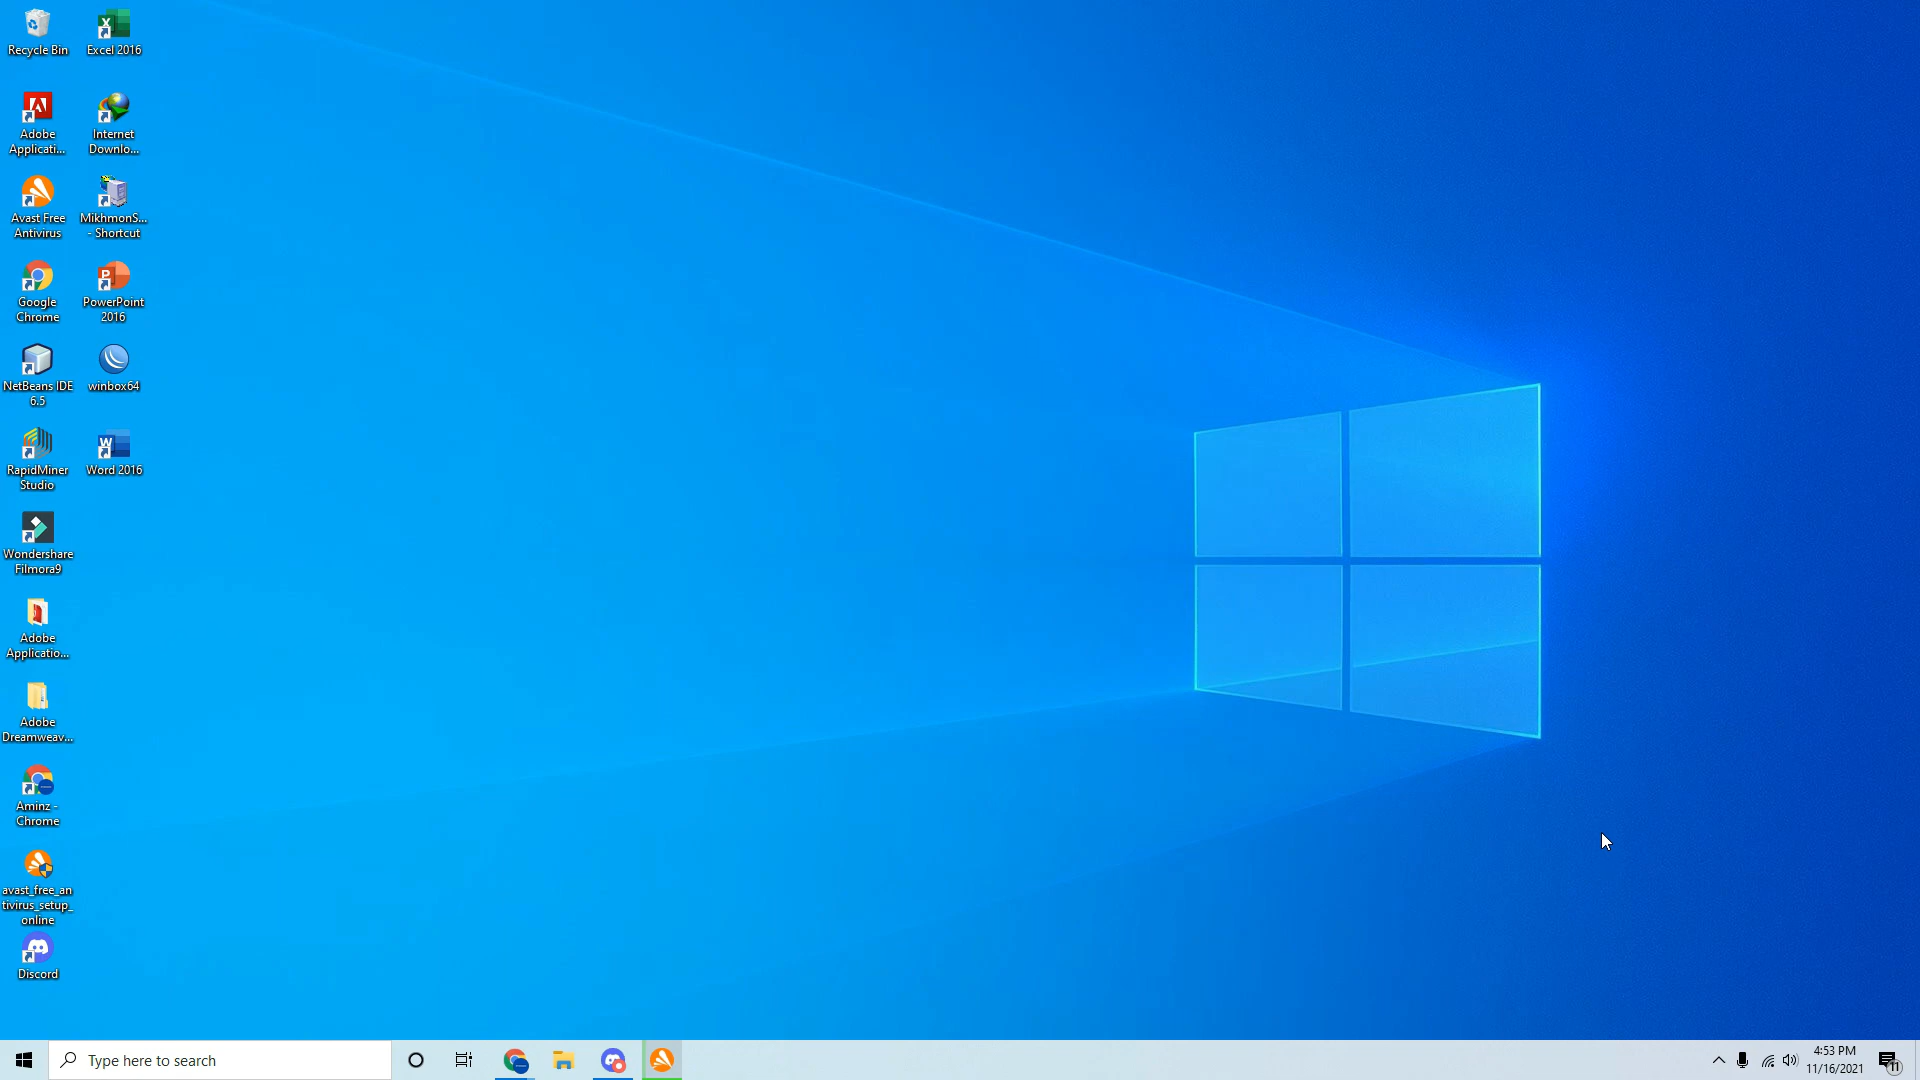 Recycle Bin
Excel 2016
Adobe
Applicati...
Internet
Downlo...
Avast Free
Antivirus
MikhmonS...
- Shortcut
Google
Chrome
PowerPoint
2016
NetBeans IDE
6.5
winbox64
RapidMiner
Studio
Word 2016
Wondershare
Filmora9
Adobe
Applicatio...
Adobe
Dreamweav...
Aminz -
Chrome
avast_free_an
tivirus_setup_
online
Discord
Type here to search
4:53 PM
11/16/2021
11